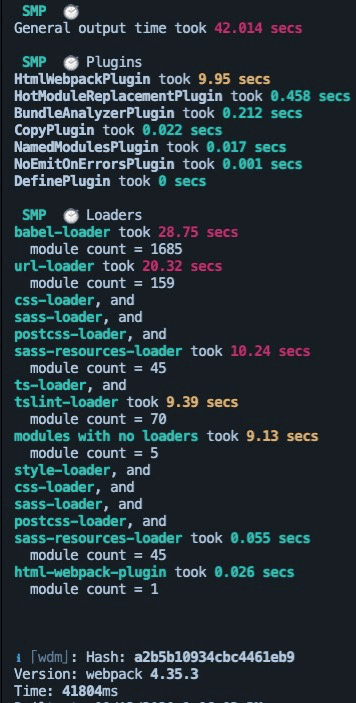 SMP ⏱
General output time took 42.014 secs
SMP ⏱ Plugins
HtmlWebpackPlugin took 9.95 secs
HotModuleReplacementPlugin took 0.458 secs
BundleAnalyzerPlugin took 0.212 secs
CopyPlugin took 0.022 secs
NamedModulesPlugin took 0.017 secs
NoEmitOnErrorsPlugin took 0.001 secs
DefinePlugin took 0 secs
SMP ⏱ Loaders
babel-loader took 28.75 secs
module count = 1685
url-loader took 20.32 secs
module count = 159
css-loader, and
sass-loader, and
postcss-loader, and
sass-resources-loader took 10.24 secs
module count = 45
ts-loader, and
tslint-loader took 9.39 secs
module count = 70
modules with no loaders took 9.13 secs
module count = 5
style-loader, and
css-loader, and
sass-loader, and
postcss-loader, and
sass-resources-loader took 0.055 secs
module count = 45
html-webpack-plugin took 0.026 secs
module count = 1
ℹ ｢wdm｣: Hash: a2b5b10934cbc4461eb9
Version: webpack 4.35.3
Time: 41804ms